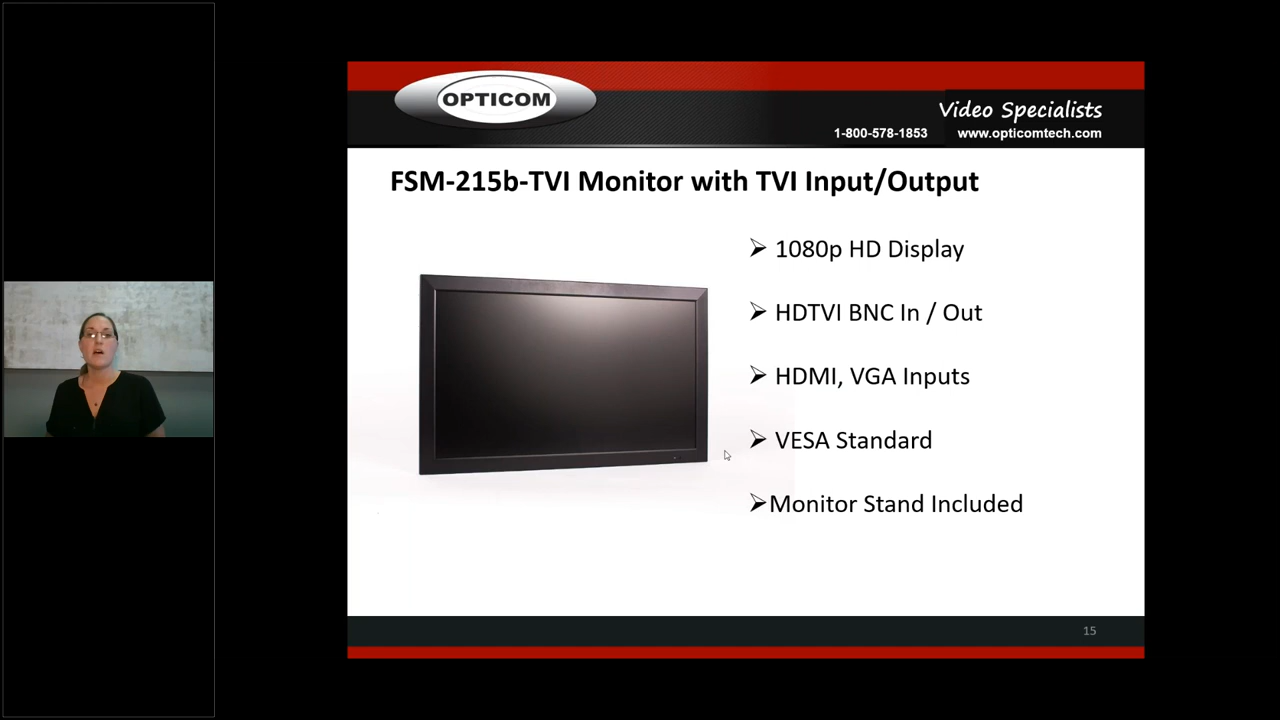 OPTICOM
Video Specialists
1-800-578-1853 www.opticomtech.com
FSM-215b-TVI Monitor with TVI Input/Output
➢ 1080p HD Display
➢ HDTVI BNC In / Out
➢ HDMI, VGA Inputs
➢ VESA Standard
➢Monitor Stand Included
15